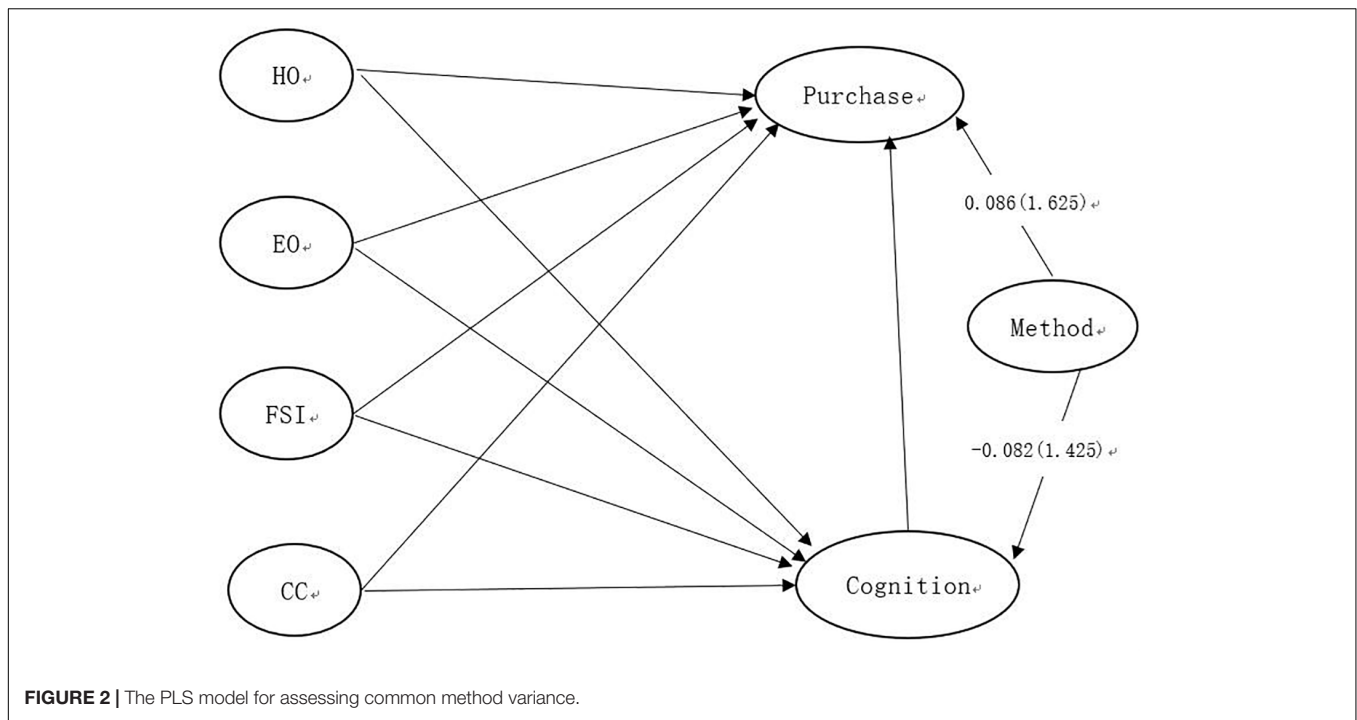 HO↵
Purchase↵
0.086(1.625)↵
EO↵
Method↵
FSI↵
-0.082(1.425)↵
CC↵
Cognition↵
FIGURE 2 | The PLS model for assessing common method variance.